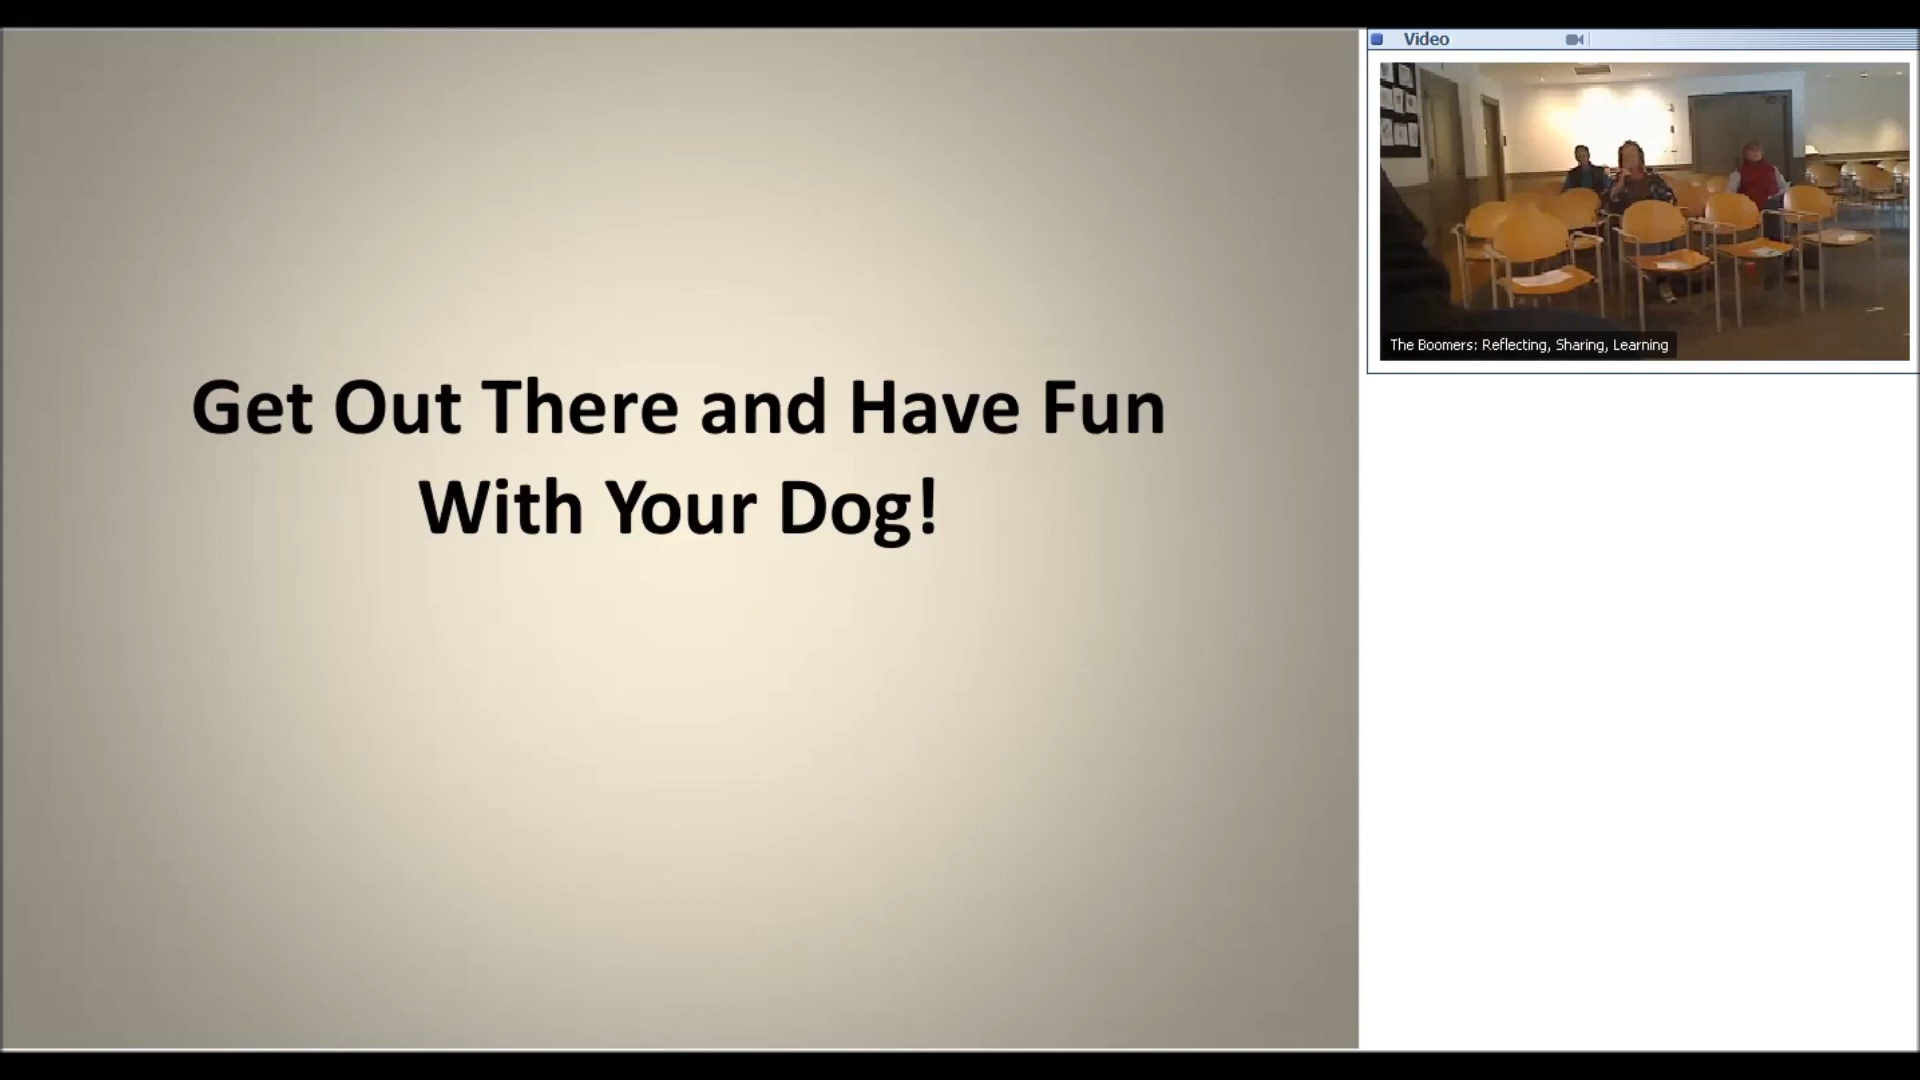 Get Out There and Have Fun
With Your Dog!
Video
The Boomers: Reflecting, Sharing, Learning